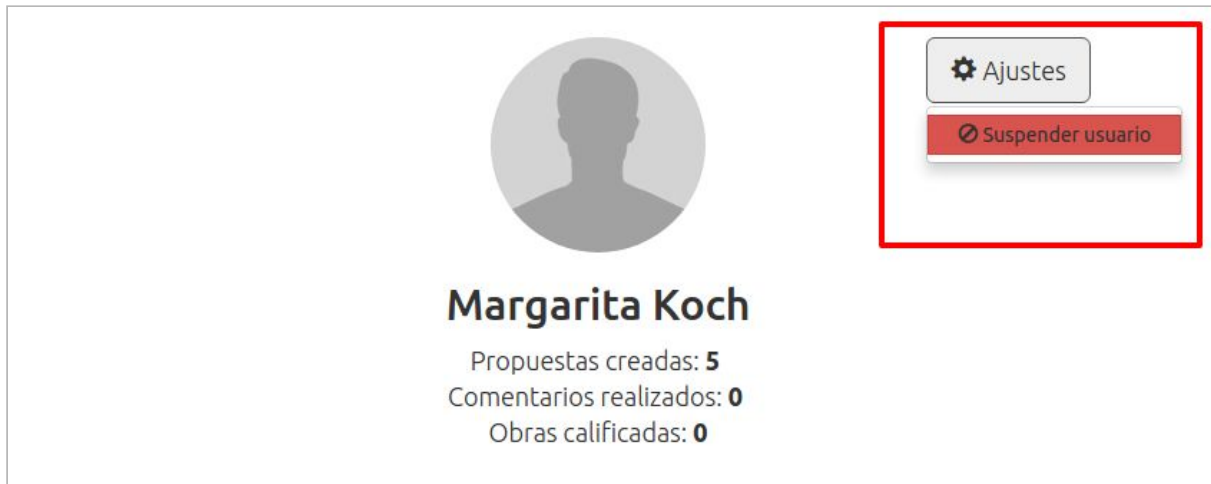 Ajustes
Suspender usuario
Margarita Koch
Propuestas creadas: 5
Comentarios realizados: 0
Obras calificadas: 0